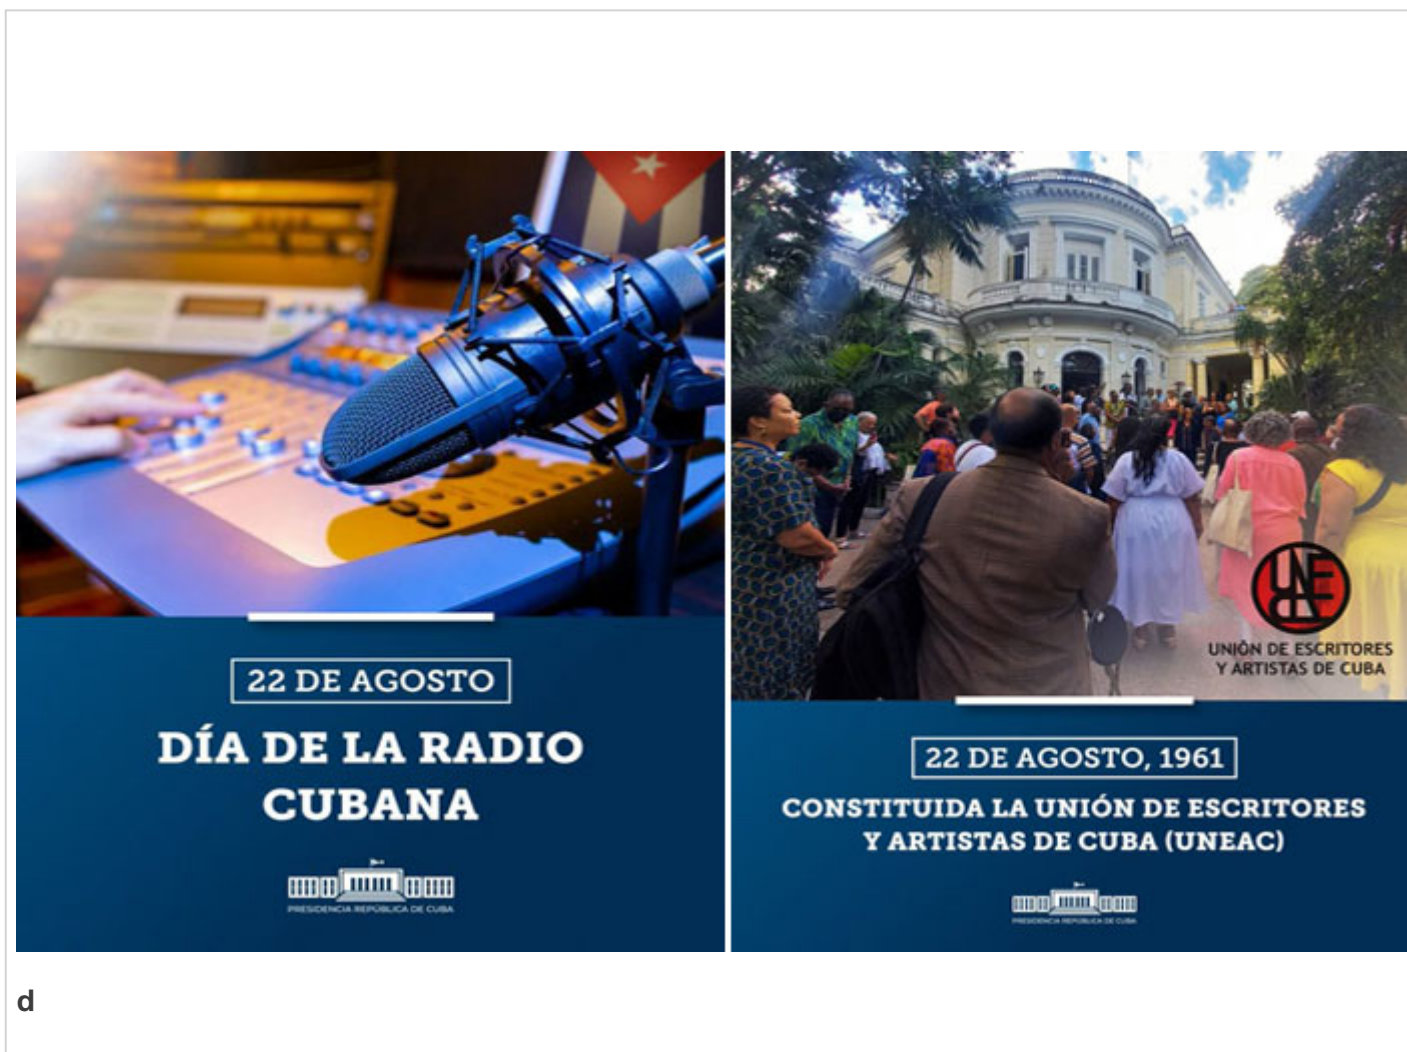 22 DE AGOSTO
DÍA DE LA RADIO
CUBANA
PRESIDENCIA REPÚBLICA DE CUBA
UNEAC
UNIÓN DE ESCRITORES
Y ARTISTAS DE CUBA
22 DE AGOSTO, 1961
CONSTITUIDA LA UNIÓN DE ESCRITORES
Y ARTISTAS DE CUBA (UNEAC)
PRESIDENCIA REPÚBLICA DE CUBA
d